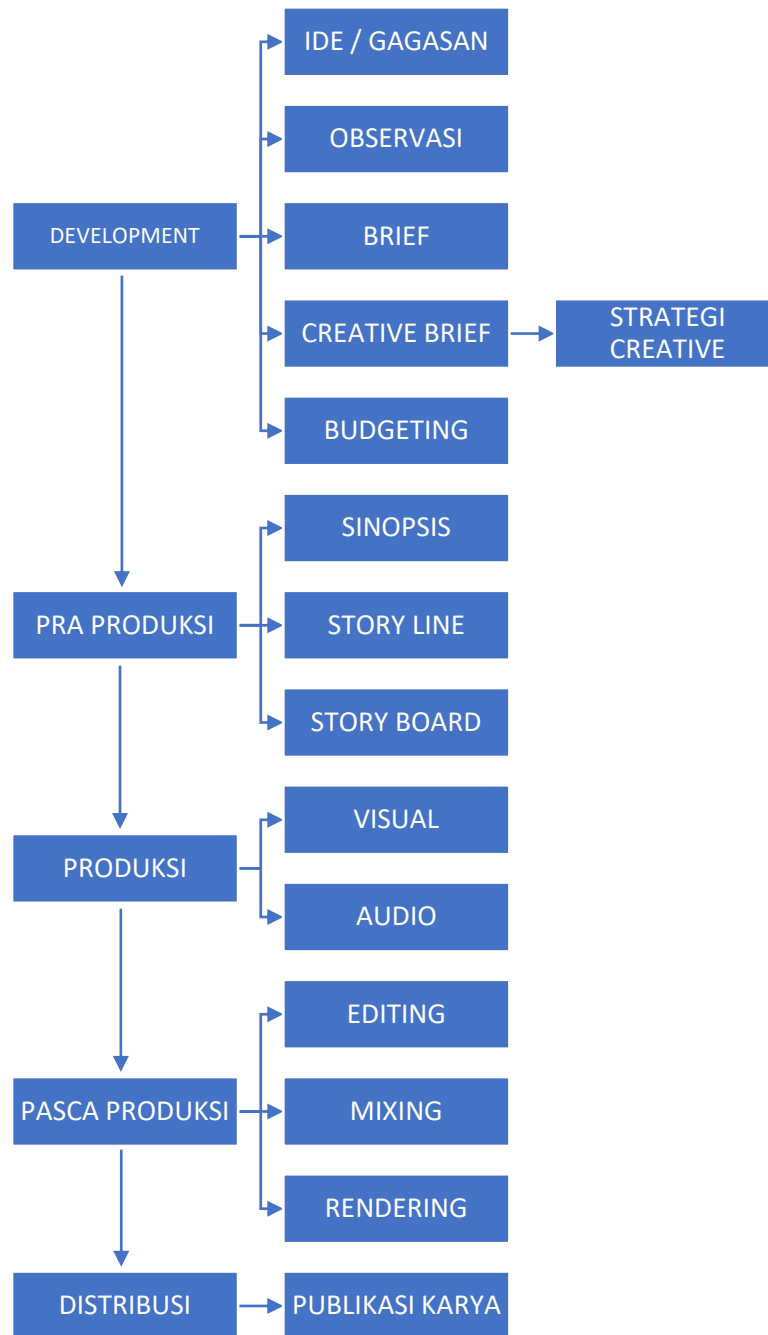 IDE / GAGASAN
OBSERVASI
DEVELOPMENT
BRIEF
CREATIVE BRIEF
STRATEGI
CREATIVE
BUDGETING
SINOPSIS
PRA PRODUKSI
STORY LINE
STORY BOARD
VISUAL
PRODUKSI
AUDIO
EDITING
PASCA PRODUKSI
MIXING
RENDERING
DISTRIBUSI
PUBLIKASI KARYA